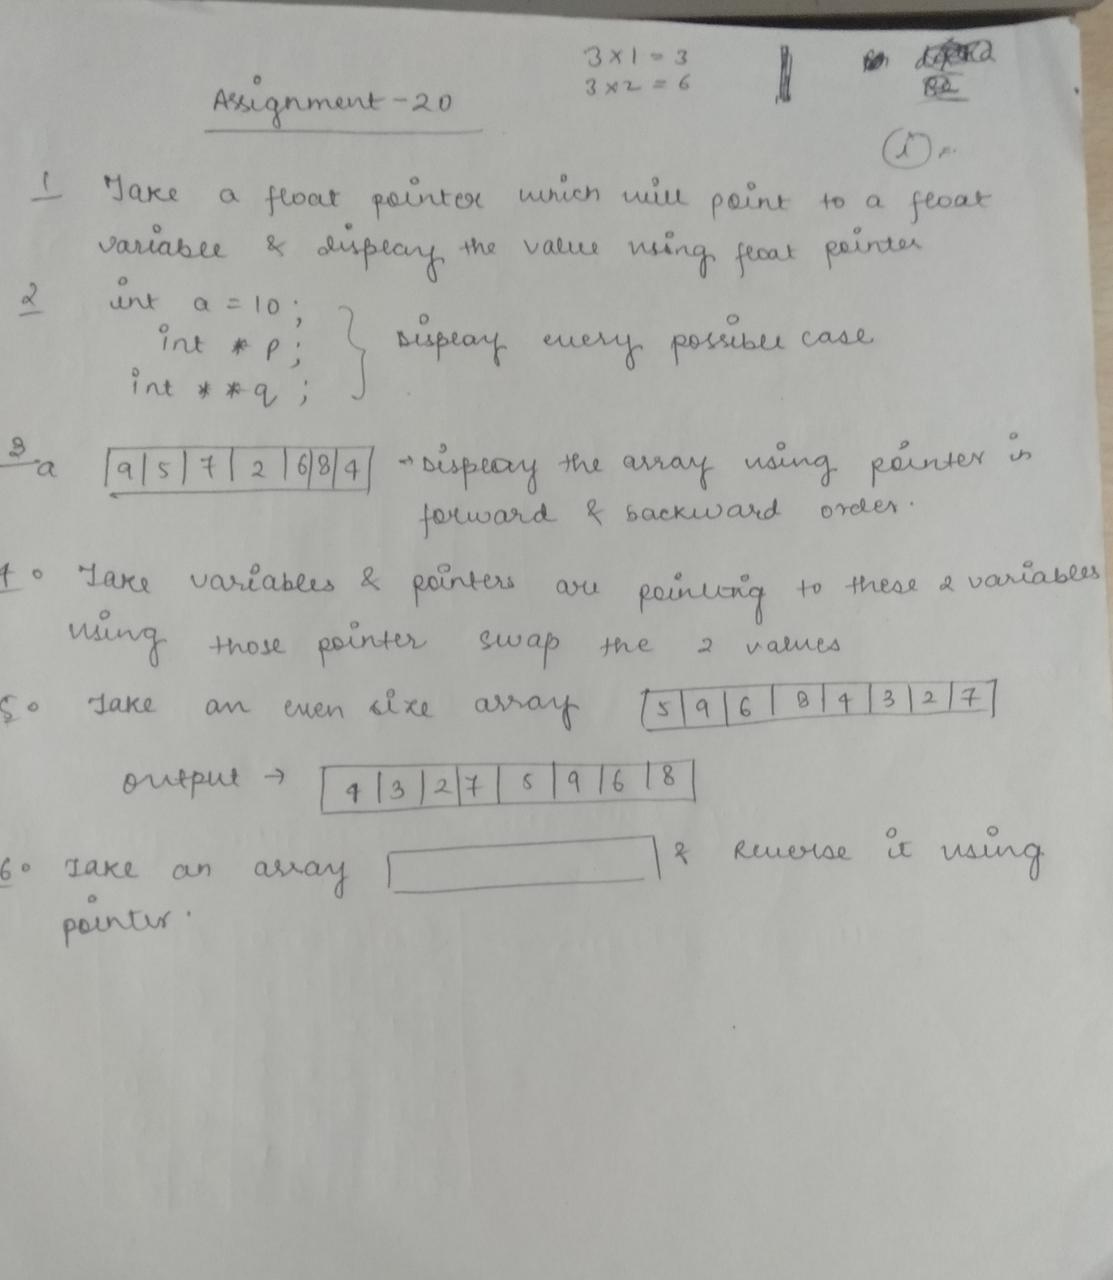 3 x 1 = 3
3 x 2 = 6
Assignment - 20
1 Take a float pointer which will point to a float
variable & display the value using float pointer
2 int a = 10 ;
int * p ;
int * * q ;
} Display every possible case
3 a 9 | 5 | 7 | 2 | 6 | 8 | 4 → Display the array using pointer in
forward & backward order.
4. Take variables & pointers are pointing to these 2 variables
using those pointer swap the 2 values
5. Take an even size array 5 | 9 | 6 | 8 | 4 | 3 | 2 | 7
output → 4 | 3 | 2 | 7 | 5 | 9 | 6 | 8
6. Take an array & Reverse it using
pointer.